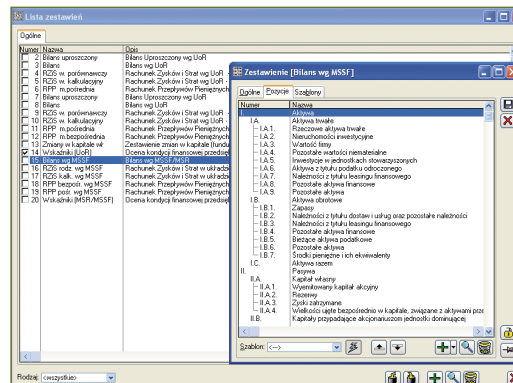 Lista zestawień
Ogólne
Numer Nazwa Opis
2 Bilans uproszczony Bilans Uproszczony wg UoR
3 Bilans Bilans wg UoR
4 RZiS w. porównawczy Rachunek Zysków i Strat wg UoR -
5 RZiS w. kalkulacyjny Rachunek Zysków i Strat wg UoR -
6 RPP m.pośrednia Rachunek Przepływów Pieniężnych
7 Bilans uproszczony Bilans Uproszczony wg UoR
8 Bilans Bilans wg UoR
9 RZiS w. porównawczy Rachunek Zysków i Strat wg UoR -
10 RZiS w. kalkulacyjny Rachunek Zysków i Strat wg UoR -
11 RPP m.pośrednia Rachunek Przepływów Pieniężnych
12 RPP m.bezpośrednia Rachunek Przepływów Pieniężnych
13 Zmiany w kapitale wł Zestawienie zmian w kapitale (fundu
14 Wskaźniki (UoR) Ocena kondycji finansowej przedsięb
15 Bilans wg MSSF Bilans wg MSSF/MSR
16 RZiS rodz. wg MSSF Rachunek Zysków i Strat w układzie
17 RZiS kalk. wg MSSF Rachunek Zysków i Strat w układzie
18 RPP bezpośr. wg MSSF Rachunek Przepływów Pieniężnych
19 RPP pośr. wg MSSF Rachunek Przepływów Pieniężnych
20 Wskaźniki (MSR/MSSF) Ocena kondycji finansowej przedsięb
Rodzaj: <wszystkie>
Zestawienie [Bilans wg MSSF]
Ogólne Pozycje Szablony
Numer Nazwa
I. Aktywa
I.A. Aktywa trwałe
I.A.1. Rzeczowe aktywa trwałe
I.A.2. Nieruchomości inwestycyjne
I.A.3. Wartość firmy
I.A.4. Pozostałe wartości niematerialne
I.A.5. Inwestycje w jednostkach stowarzyszonych
I.A.6. Aktywa z tytułu podatku odroczonego
I.A.7. Należności z tytułu leasingu finansowego
I.A.8. Pozostałe aktywa finansowe
I.A.9. Pozostałe aktywa
I.B. Aktywa obrotowe
I.B.1. Zapasy
I.B.2. Należności z tytułu dostaw i usług oraz pozostałe należności
I.B.3. Należności z tytułu leasingu finansowego
I.B.4. Pozostałe aktywa finansowe
I.B.5. Bieżące aktywa podatkowe
I.B.6. Pozostałe aktywa
I.B.7. Środki pieniężne i ich ekwiwalenty
I.C. Aktywa razem
II. Pasywa
II.A. Kapitał własny
II.A.1. Wyemitowany kapitał akcyjny
II.A.2. Rezerwy
II.A.3. Zyski zatrzymane
II.A.4. Wielkości ujęte bezpośrednio w kapitale, związane z aktywami prze
II.B. Kapitały przypadające akcjonariuszom jednostki dominującej
Szablon: <--->